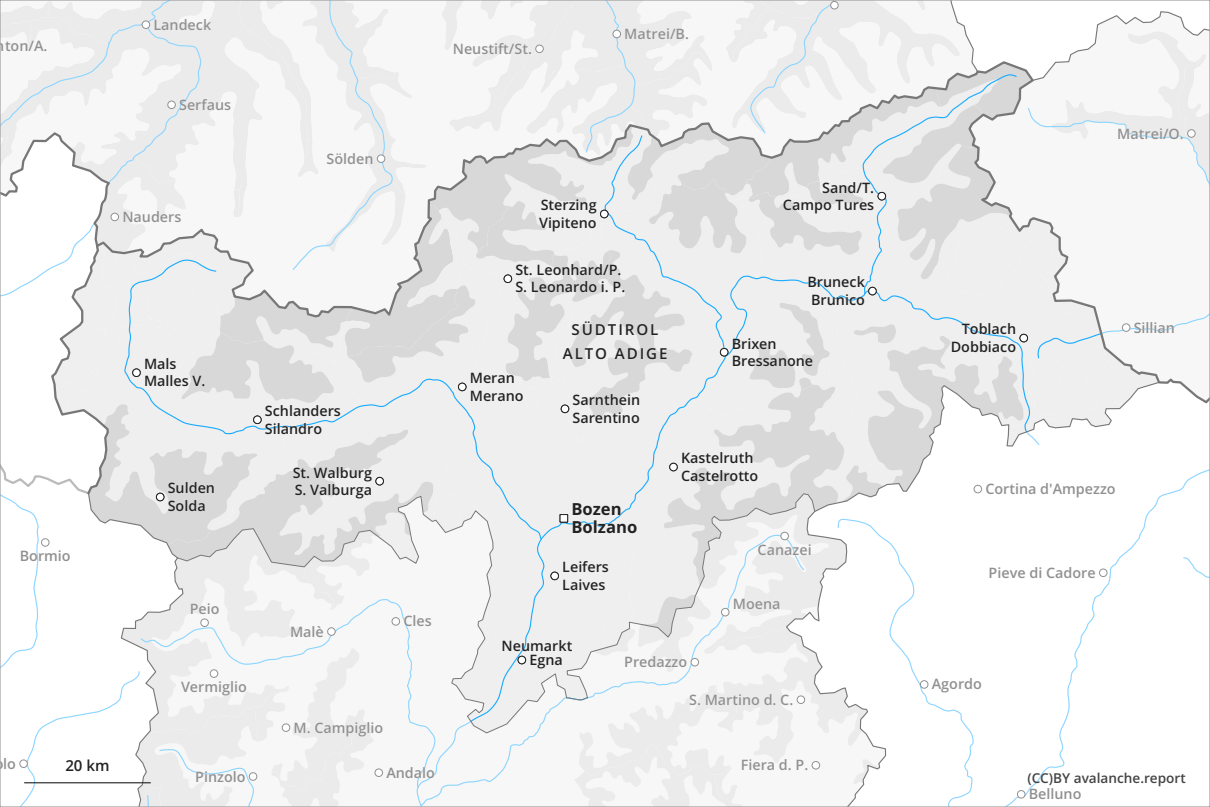 Landeck
nton/A.
Neustift/St.
Matrei/B.
Serfaus
Matrei/O.
Sölden
Sand/T.
Campo Tures
Sterzing
Vipiteno
Nauders
St. Leonhard/P.
S. Leonardo i. P.
Bruneck
Brunico
SÜDTIROL
ALTO ADIGE
Toblach
Dobbiaco
Sillian
Brixen
Bressanone
Mals
Malles V.
Meran
Merano
Schlanders
Silandro
Sarnthein
Sarentino
St. Walburg
S. Valburga
Kastelruth
Castelrotto
Sulden
Solda
Cortina d'Ampezzo
Bozen
Bolzano
Bormio
Canazei
Leifers
Laives
Pieve di Cadore
Peio
Moena
Malè
Cles
Neumarkt
Egna
Predazzo
Vermiglio
Agordo
S. Martino d. C.
M. Campiglio
olo
20 km
Pinzolo
Andalo
Fiera d. P.
(CC)BY avalanche.report
Belluno